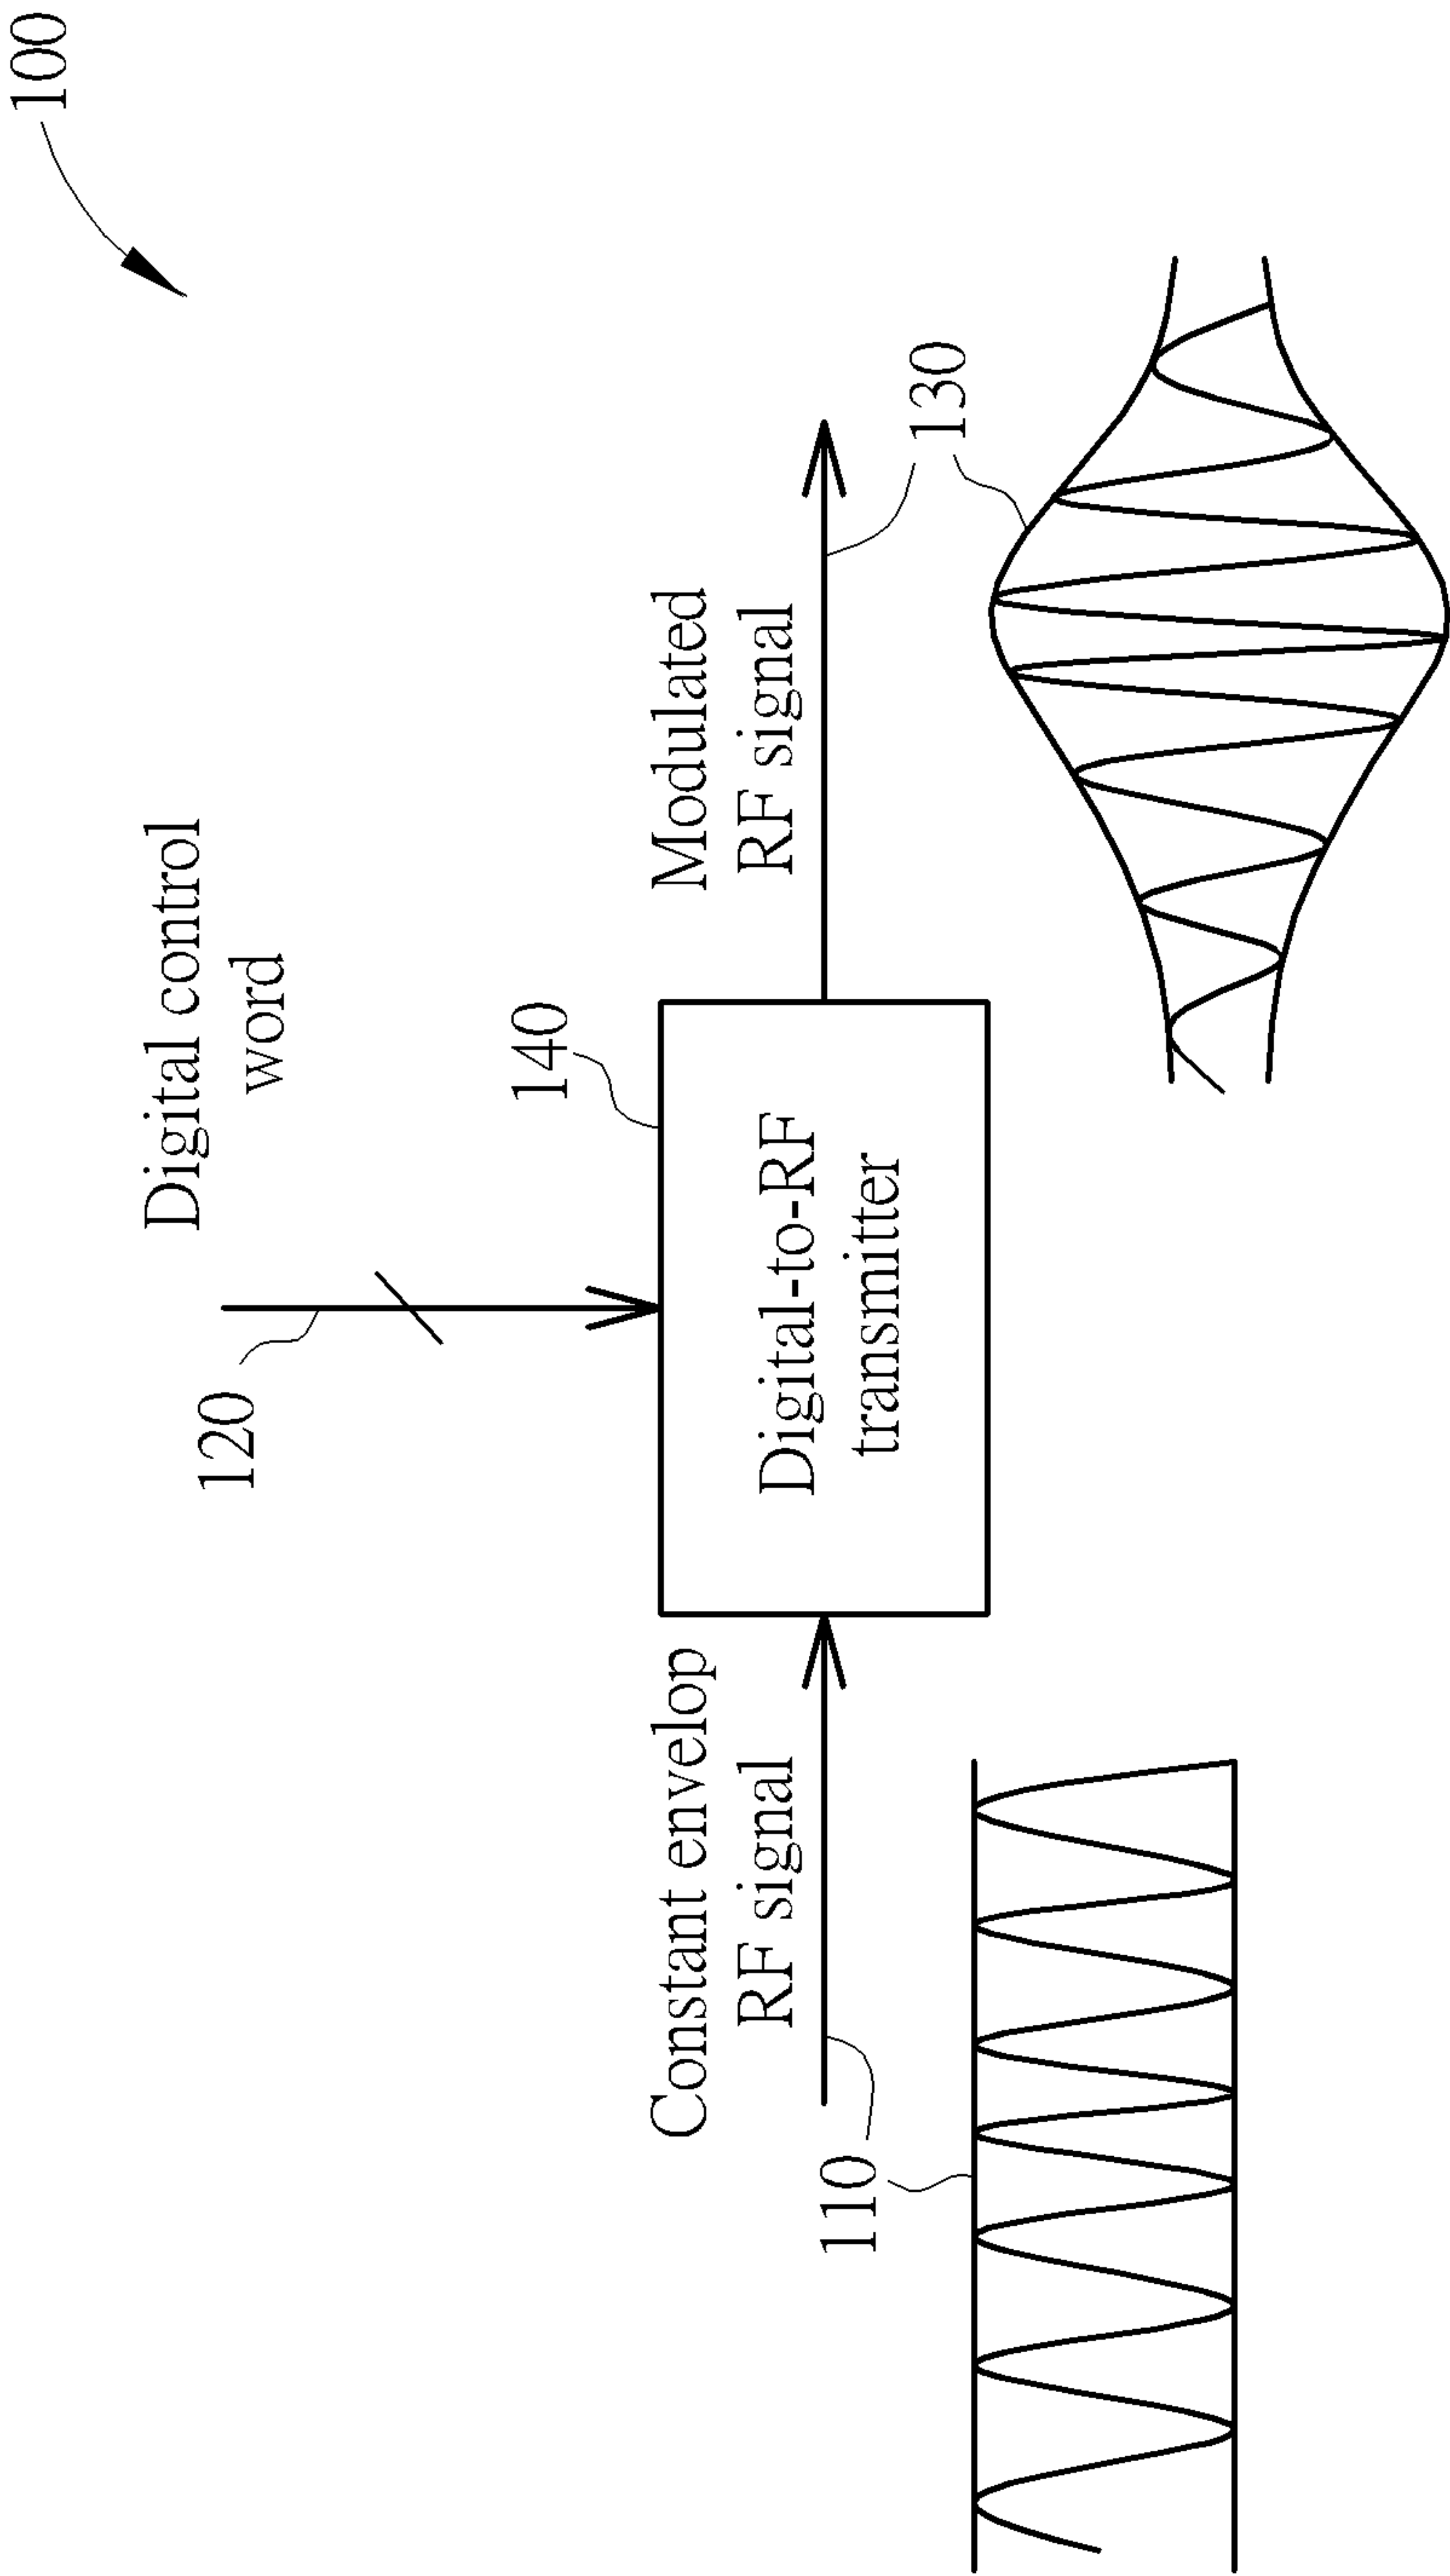 100
Digital control
word
120
140
Constant envelop
RF signal
Digital-to-RF
transmitter
Modulated
RF signal
110
130